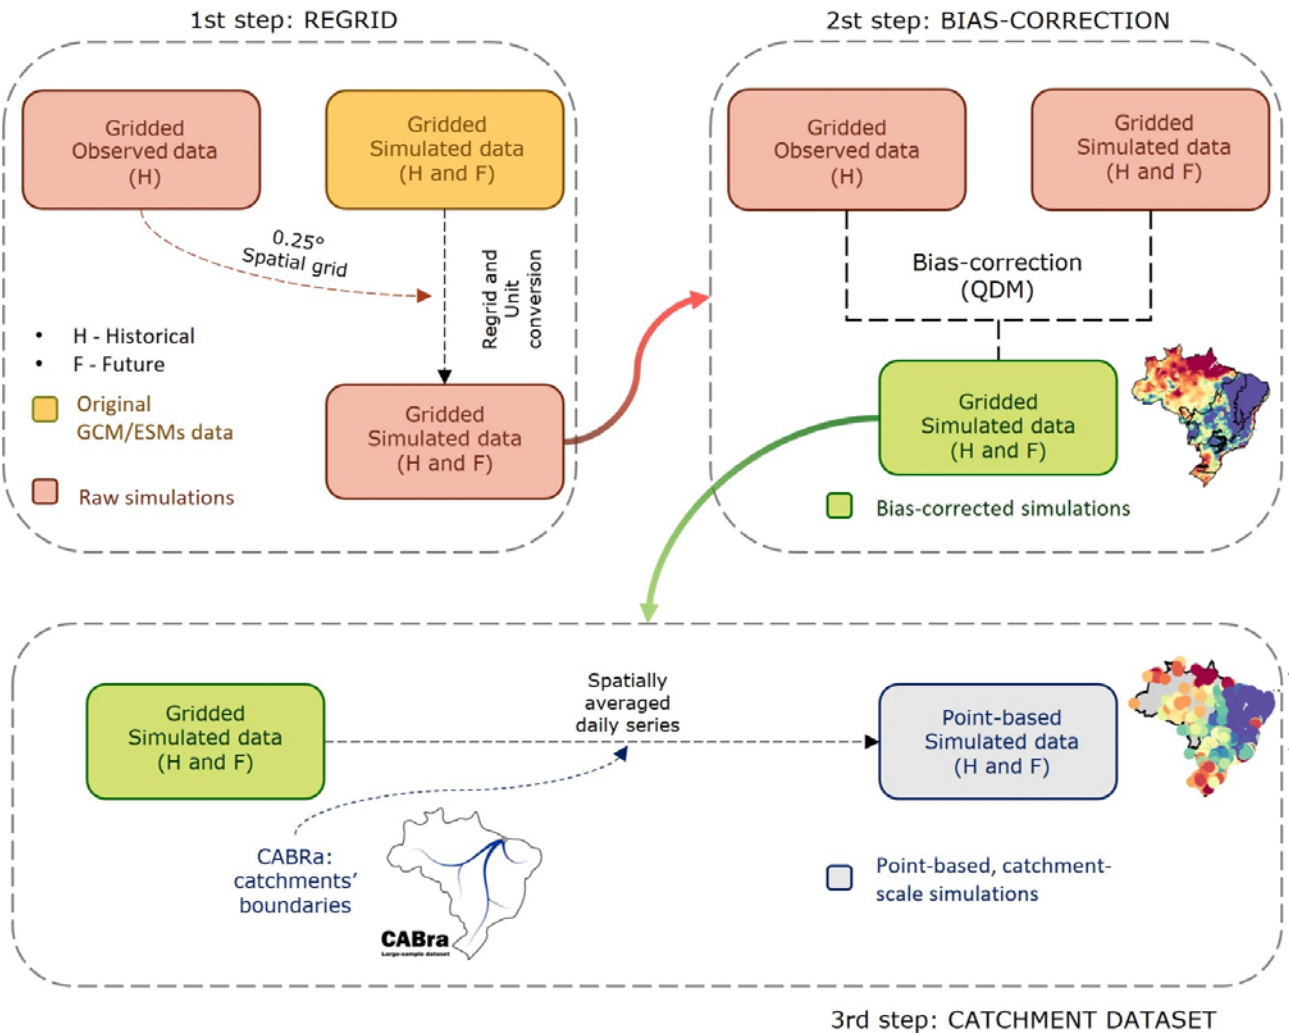 1st step: REGRID
Gridded
Observed data
(H)
Gridded
Simulated data
(H and F)
0.25°
Spatial grid
Regrid and
Unit
conversion
• H - Historical
• F - Future
Original
GCM/ESMs data
Raw simulations
Gridded
Simulated data
(H and F)
2st step: BIAS-CORRECTION
Gridded
Observed data
(H)
Gridded
Simulated data
(H and F)
Bias-correction
(QDM)
Gridded
Simulated data
(H and F)
Bias-corrected simulations
Gridded
Simulated data
(H and F)
Spatially
averaged
daily series
Point-based
Simulated data
(H and F)
CABRa:
catchments’
boundaries
CABra
Large-sample dataset
Point-based, catchment-
scale simulations
3rd step: CATCHMENT DATASET